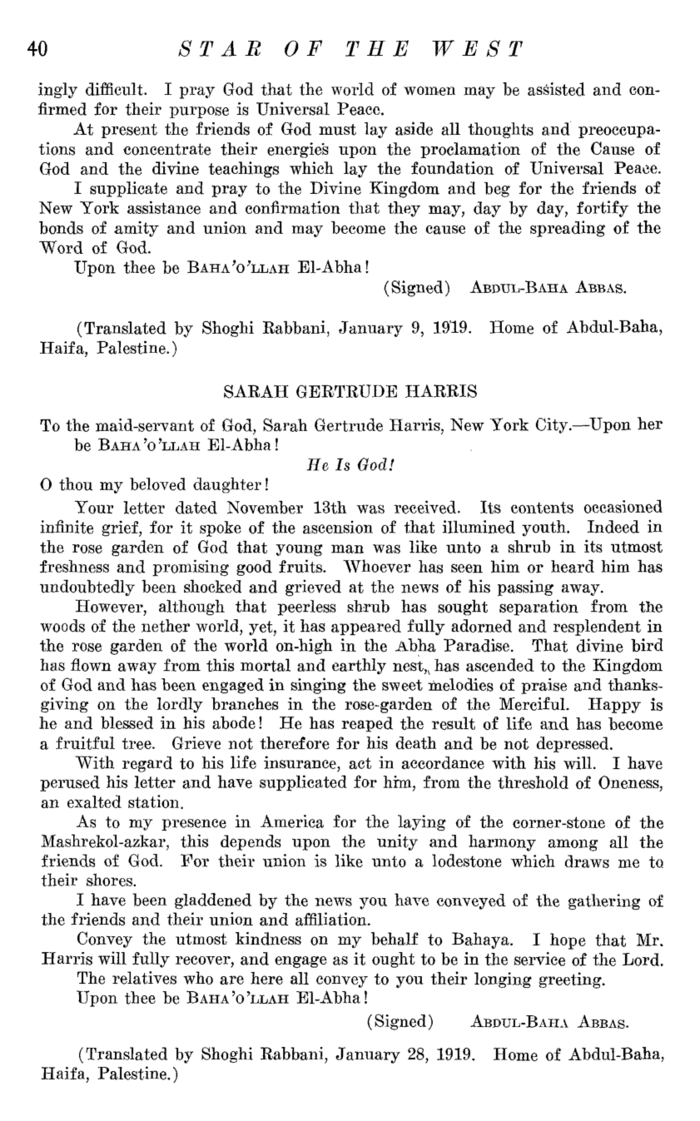 40 STAR OF THE WEST
ingly difficult. I pray God that the world of women may be assisted and con-
firmed for their purpose is Universal Peace.
At present the friends of God must lay aside all thoughts and preoccupa-
tions and concentrate their energies upon the proclamation of the Cause of
God and the divine teachings which lay the foundation of Universal Peace.
I supplicate and pray to the Divine Kingdom and beg for the friends of
New York assistance and confirmation that they may, day by day, fortify the
bonds of amity and union and may become the cause of the spreading of the
Word of God.
Upon thee be BAHA'O'LLAH El-Abha!
(Signed) ABDUL-BAHA ABBAS.
(Translated by Shoghi Rabbani, January 9, 1919. Home of Abdul-Baha,
Haifa, Palestine.)
SARAH GERTRUDE HARRIS
To the maid-servant of God, Sarah Gertrude Harris, New York City.—Upon her
be BAHA'O'LLAH El-Abha!
He Is God!
O thou my beloved daughter!
Your letter dated November 13th was received. Its contents occasioned
infinite grief, for it spoke of the ascension of that illumined youth. Indeed in
the rose garden of God that young man was like unto a shrub in its utmost
freshness and promising good fruits. Whoever has seen him or heard him has
undoubtedly been shocked and grieved at the news of his passing away.
However, although that peerless shrub has sought separation from the
woods of the nether world, yet, it has appeared fully adorned and resplendent in
the rose garden of the world on-high in the Abha Paradise. That divine bird
has flown away from this mortal and earthly nest, has ascended to the Kingdom
of God and has been engaged in singing the sweet melodies of praise and thanks-
giving on the lordly branches in the rose-garden of the Merciful. Happy is
he and blessed in his abode! He has reaped the result of life and has become
a fruitful tree. Grieve not therefore for his death and be not depressed.
With regard to his life insurance, act in accordance with his will. I have
perused his letter and have supplicated for him, from the threshold of Oneness,
an exalted station.
As to my presence in America for the laying of the corner-stone of the
Mashrekol-azkar, this depends upon the unity and harmony among all the
friends of God. For their union is like unto a lodestone which draws me to
their shores.
I have been gladdened by the news you have conveyed of the gathering of
the friends and their union and affiliation.
Convey the utmost kindness on my behalf to Bahaya. I hope that Mr.
Harris will fully recover, and engage as it ought to be in the service of the Lord.
The relatives who are here all convey to you their longing greeting.
Upon thee be BAHA'O'LLAH El-Abha!
(Signed) ABDUL-BAHA ABBAS.
(Translated by Shoghi Rabbani, January 28, 1919. Home of Abdul-Baha,
Haifa, Palestine.)